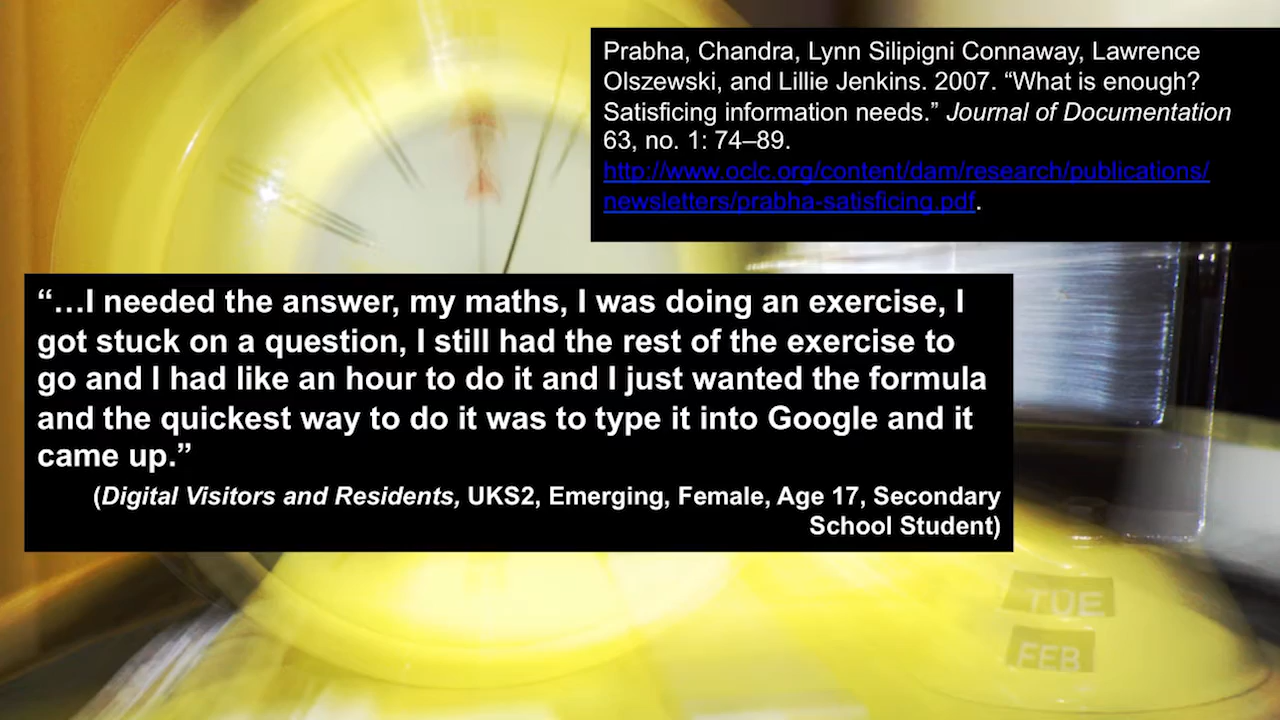 Prabha, Chandra, Lynn Silipigni Connaway, Lawrence
Olszewski, and Lillie Jenkins. 2007. “What is enough?
Satisficing information needs.” Journal of Documentation
63, no. 1: 74–89.
http://www.oclc.org/content/dam/research/publications/
newsletters/prabha-satisficing.pdf.
“…I needed the answer, my maths, I was doing an exercise, I
got stuck on a question, I still had the rest of the exercise to
go and I had like an hour to do it and I just wanted the formula
and the quickest way to do it was to type it into Google and it
came up.”
(Digital Visitors and Residents, UKS2, Emerging, Female, Age 17, Secondary
School Student)
TUE
FEB